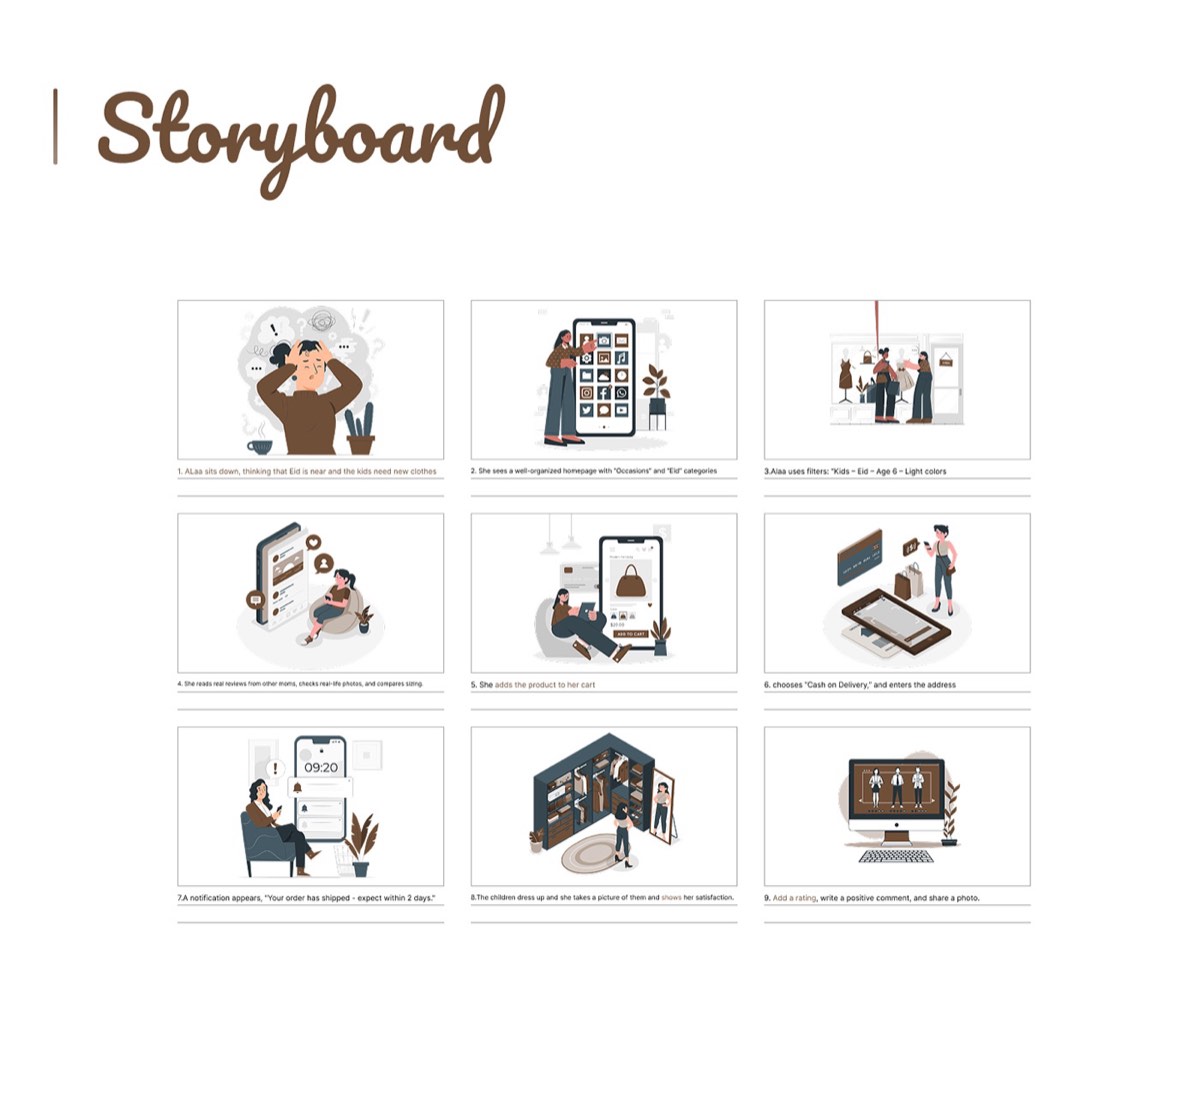 Storyboard
1. ALaa sits down, thinking that Eid is near and the kids need new clothes
2. She sees a well-organized homepage with "Occasions" and "Eid" categories
3.Alaa uses filters: "Kids – Eid – Age 6 – Light colors
4. She reads real reviews from other moms, checks real-life photos, and compares sizing.
ADD TO CART
5. She adds the product to her cart
6. chooses "Cash on Delivery," and enters the address
09:20
7.A notification appears, "Your order has shipped - expect within 2 days."
8.The children dress up and she takes a picture of them and shows her satisfaction.
9. Add a rating, write a positive comment, and share a photo.